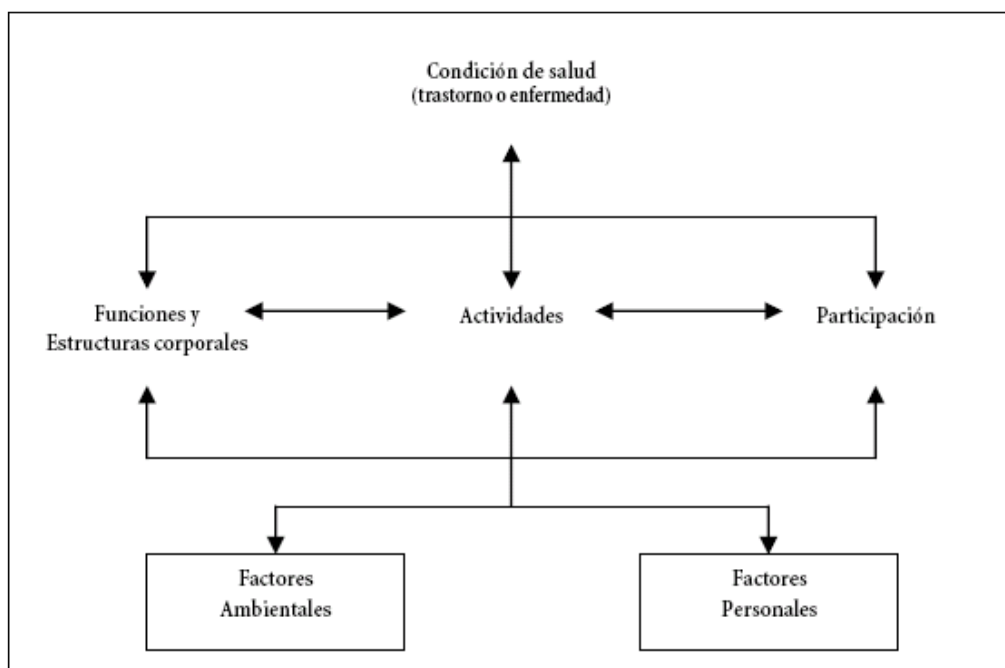 Condición de salud
(trastorno o enfermedad)
Funciones y
Estructuras corporales
Actividades
Participación
Factores
Ambientales
Factores
Personales